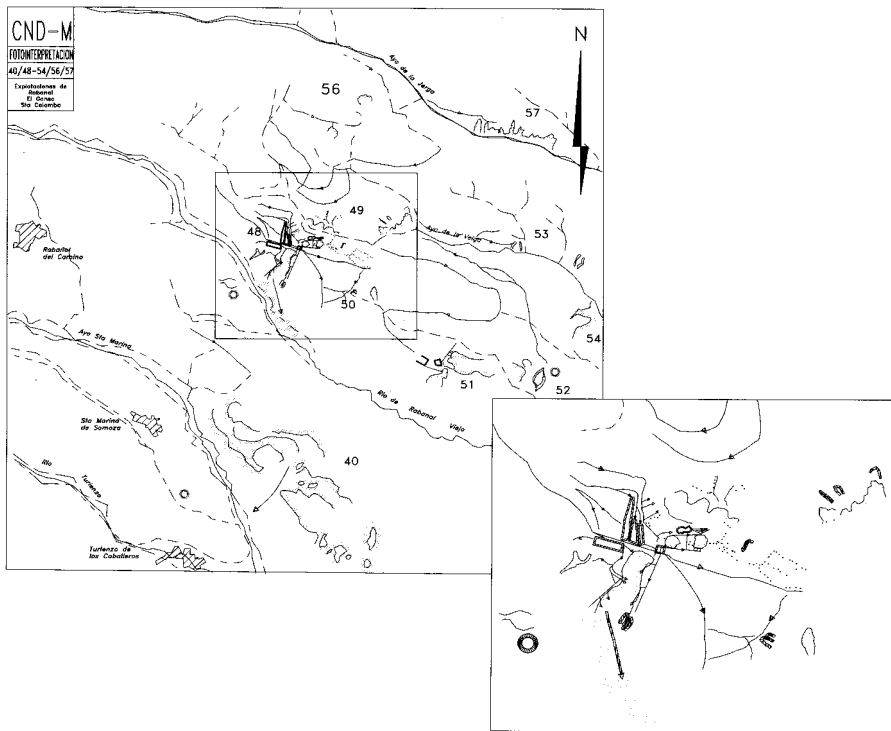 CND-M
FOTOINTERPRETACION
40/48-54/56/57
Explotaciones de
Rabanal
El Ganso
Sta Colomba
N
Ayo de la Jerga
56
57
49
48
Ayo de la Velga
53
Rabanal
del Camino
50
54
Ayo Sta Marina
51
52
Rio de Rabanal Viejo
Sta Marina
de Somoza
40
Rio Turienzo
Turienzo de
los Caballeros